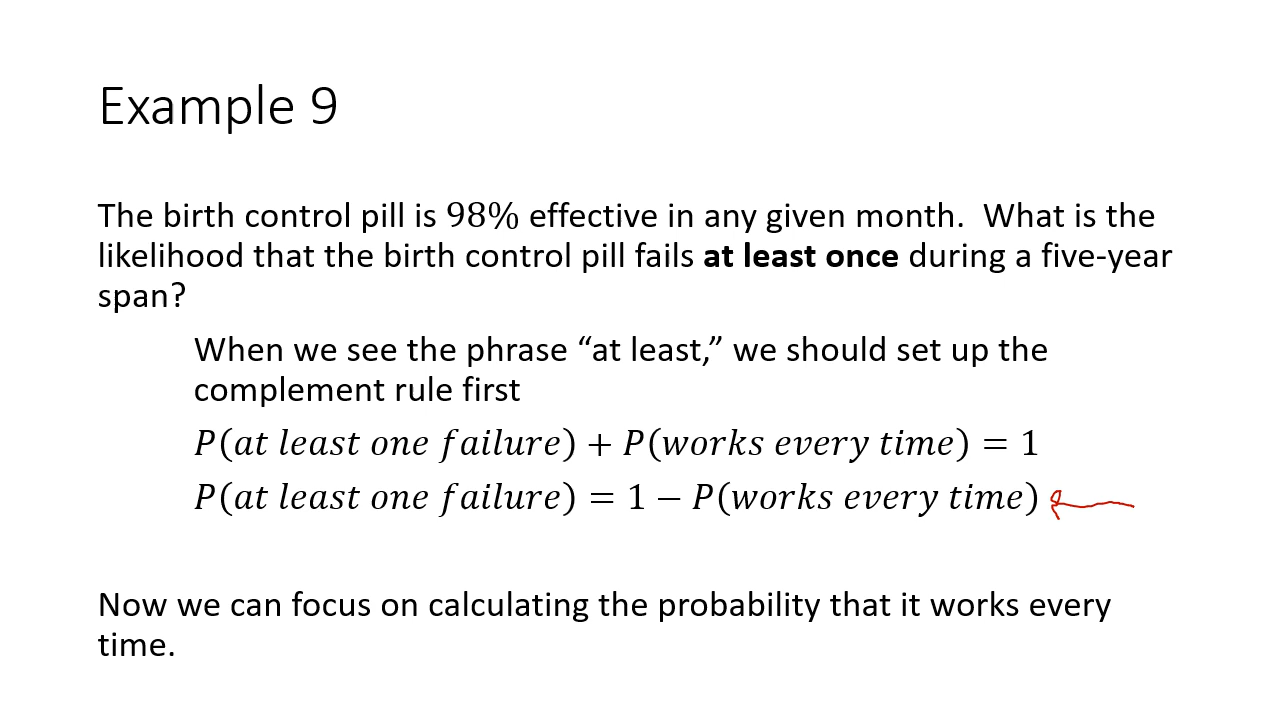 Example 9
The birth control pill is 98% effective in any given month.  What is the
likelihood that the birth control pill fails at least once during a five-year
span?
When we see the phrase “at least,” we should set up the
complement rule first
P(at least one failure) + P(works every time) = 1
P(at least one failure) = 1 − P(works every time)
Now we can focus on calculating the probability that it works every
time.